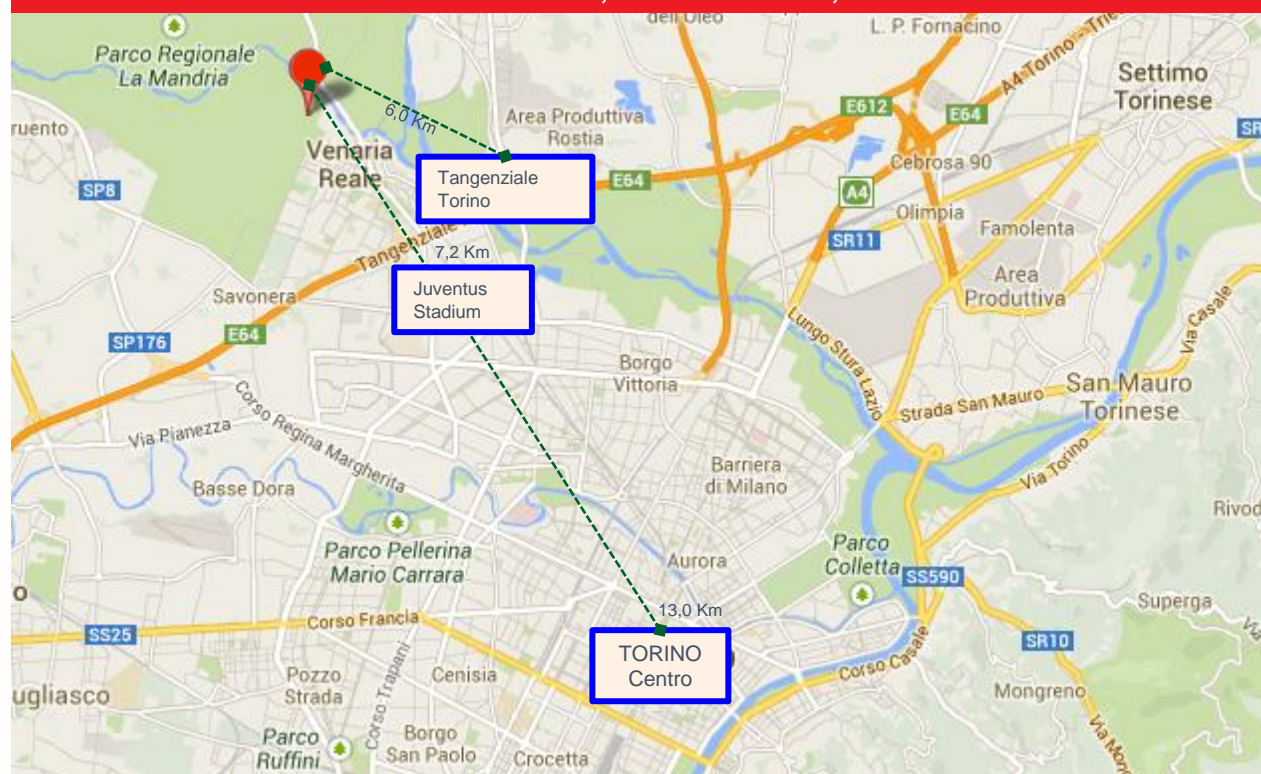 dell'Oleo
L. P. Fornacino
Parco Regionale
La Mandria
A4-Torino - Trie
Settimo
Torinese
6,0 Km
Area Produttiva
Rostia
E612
E64
SR
ruento
Venaria
Reale
Cebrosa 90
Tangenziale
Torino
E64
SP8
A4
Olimpia
Famolenta
SR11
Tangenziale
7,2 Km
Juventus
Stadium
Area
Produttiva
Savonera
E64
SP176
Lungo Stura Lazio
Via Casale
Borgo
Vittoria
San Mauro
Torinese
Strada San Mauro
Corso Regina Margherita
Via Pianezza
Basse Dora
Barriera
di Milano
Via Torino
Rivod
Parco Pellerina
Mario Carrara
Aurora
Parco
Colletta
SS590
o
13,0 Km
Superga
SS25
Corso Francia
TORINO
Centro
SR10
Via
Corso Casale
Pozzo
Strada
Corso Trapani
Cenisia
Mongreno
ugliasco
Parco
Ruffini
Borgo
San Paolo
Crocetta
Via Mon